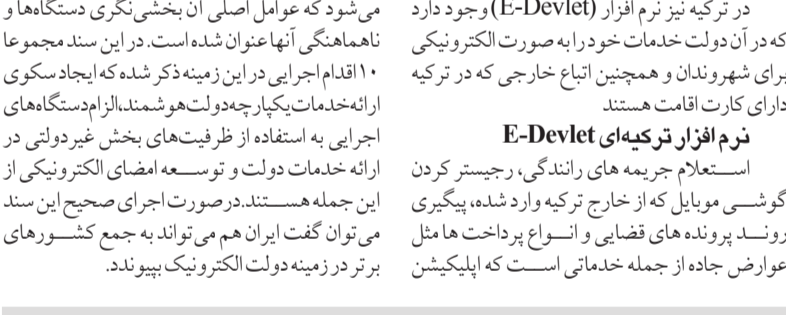 در ترکیه نیز نرم افزار (E-Devlet) وجود دارد
که در آن دولت خدمات خود را به صورت الکترونیکی
برای شهروندان و همچنین اتباع خارجی که در ترکیه
دارای کارت اقامت هستند
نرم افزار ترکیه‌ای E-Devlet
استعلام جریمه های رانندگی، رجیستر کردن
گوشی موبایل که از خارج ترکیه وارد شده، پیگیری
روند پرونده های قضایی و انواع پرداخت ها مثل
عوارض جاده از جمله خدماتی است که اپلیکیشن
می‌شود که عوامل اصلی آن بخشی‌نگری دستگاه‌ها و
ناهماهنگی آنها عنوان شده است. در این سند مجموعا
۱۰ اقدام اجرایی در این زمینه ذکر شده که ایجاد سکوی
ارائه خدمات یکپارچه دولت هوشمند، الزام دستگاه‌های
اجرایی به استفاده از ظرفیت‌های بخش غیردولتی در
ارائه خدمات دولت و توسعه امضای الکترونیکی از
این جمله هستند. درصورت اجرای صحیح این سند
می‌توان گفت ایران هم می‌تواند به جمع کشورهای
برتر در زمینه دولت الکترونیک بپیوندد.